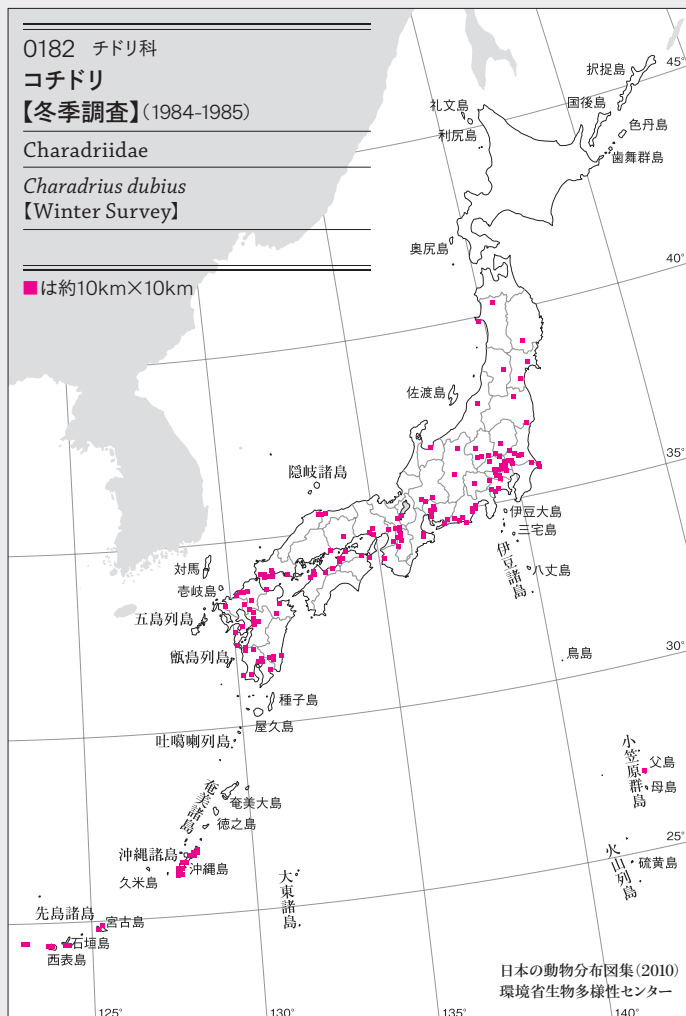 0182 チドリ科
コチドリ
【冬季調査】(1984-1985)
Charadriidae
Charadrius dubius
【Winter Survey】
■は約10km×10km
45°
択捉島
国後島
礼文島
色丹島
利尻島
歯舞群島
奥尻島
40°
佐渡島
35°
隠岐諸島
伊豆大島
三宅島
対馬
八丈島
伊豆諸島
壱岐島
五島列島
甑島列島
鳥島
30°
種子島
屋久島
吐噶喇列島
小笠原群島
父島
母島
奄美諸島
奄美大島
徳之島
25°
沖縄諸島
沖縄島
火山列島
硫黄島
久米島
大東諸島
先島諸島
宮古島
石垣島
西表島
日本の動物分布図集(2010)
環境省生物多様性センター
125°
130°
135°
140°